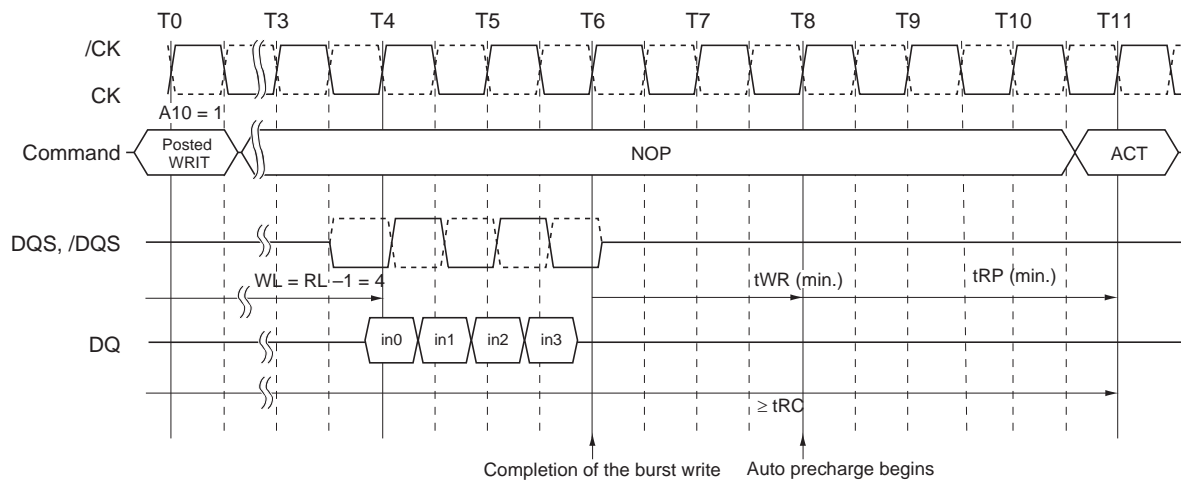 T0 T3 T4 T5 T6 T7 T8 T9 T10 T11
/CK
CK
A10 = 1
Command
Posted
WRIT
NOP
ACT
DQS, /DQS
WL = RL –1 = 4
tWR (min.)
tRP (min.)
DQ
in0 in1 in2 in3
≥ tRC
Completion of the burst write
Auto precharge begins